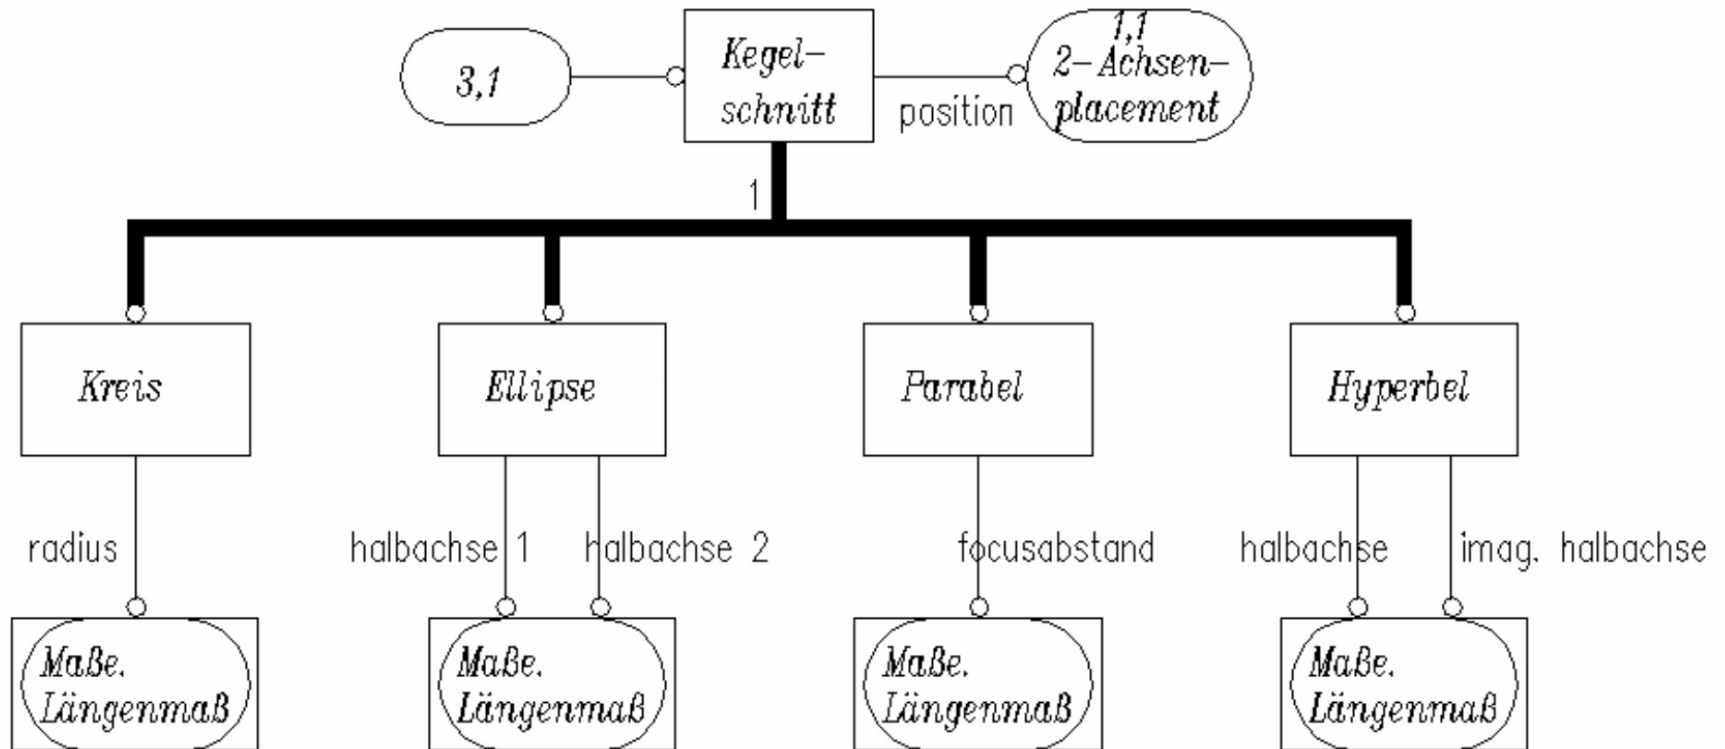 3,1
Kegel-
schnitt
position
1,1
2-Achsen-
placement
1
Kreis
Ellipse
Parabel
Hyperbel
radius
halbachse 1
halbachse 2
focusabstand
halbachse
imag. halbachse
Maße.
Längenmaß
Maße.
Längenmaß
Maße.
Längenmaß
Maße.
Längenmaß